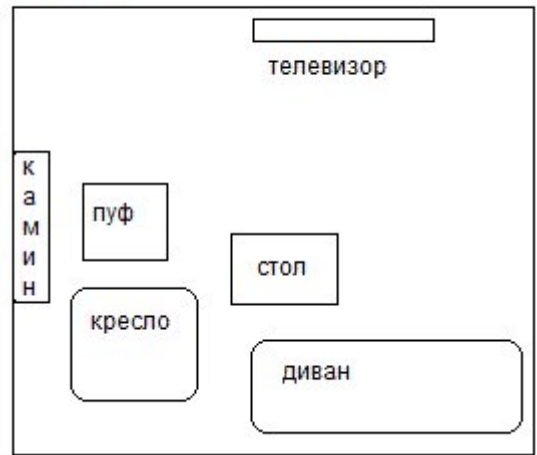 телевизор
камин
пуф
стол
кресло
диван